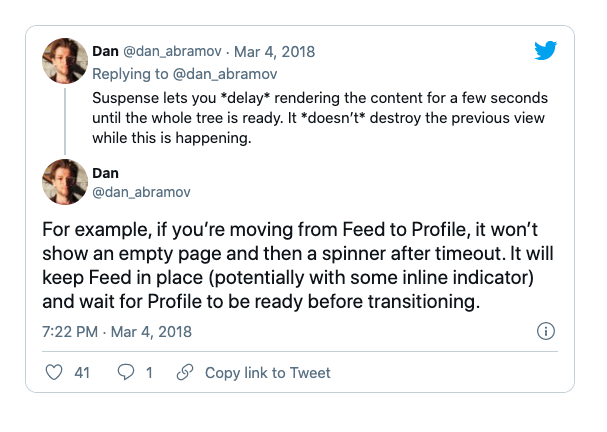 Dan @dan_abramov · Mar 4, 2018
Replying to @dan_abramov
Suspense lets you *delay* rendering the content for a few seconds
until the whole tree is ready. It *doesn’t* destroy the previous view
while this is happening.
Dan
@dan_abramov
For example, if you’re moving from Feed to Profile, it won’t
show an empty page and then a spinner after timeout. It will
keep Feed in place (potentially with some inline indicator)
and wait for Profile to be ready before transitioning.
7:22 PM · Mar 4, 2018
41 1 Copy link to Tweet